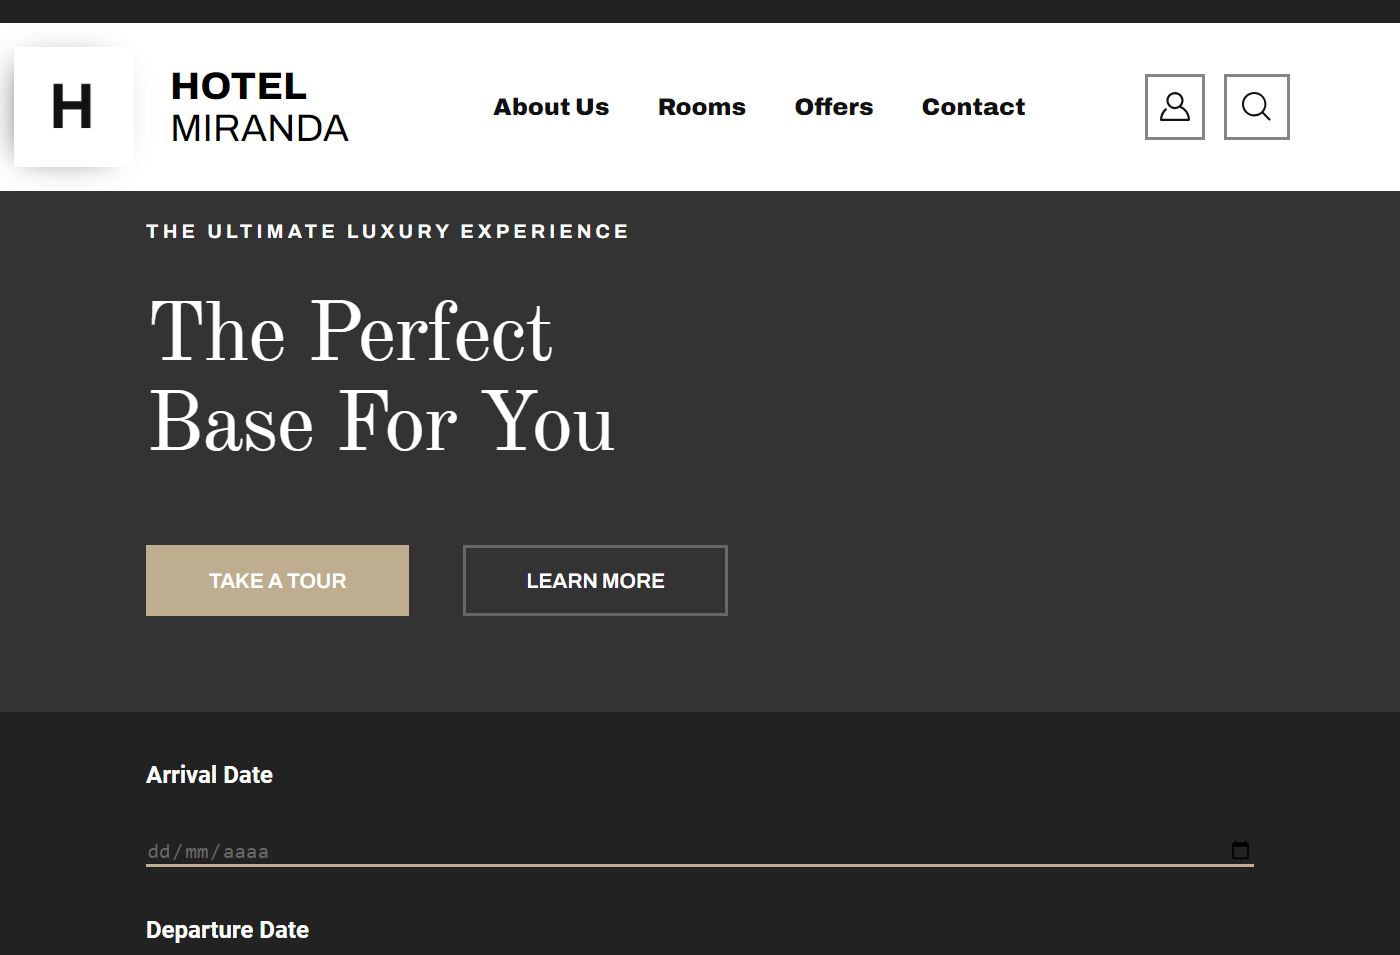 H
HOTEL
MIRANDA
About Us
Rooms
Offers
Contact
THE ULTIMATE LUXURY EXPERIENCE
The Perfect
Base For You
TAKE A TOUR
LEARN MORE
Arrival Date
dd/mm/aaaa
Departure Date